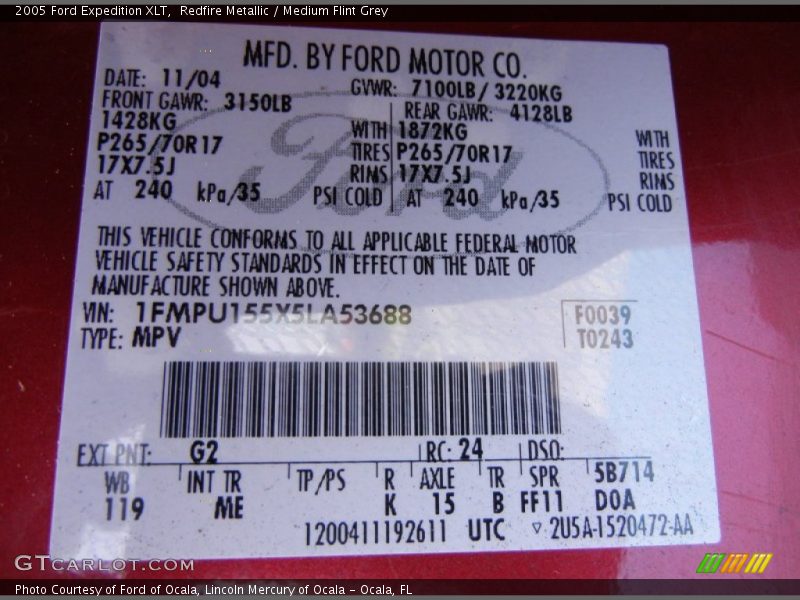 2005 Ford Expedition XLT, Redfire Metallic / Medium Flint Grey
MFD. BY FORD MOTOR CO.
DATE: 11/04 GVWR: 7100LB/ 3220KG
FRONT GAWR: 3150LB REAR GAWR: 4128LB
1428KG WITH 1872KG WITH
P265/70R17 TIRES P265/70R17 TIRES
17X7.5J RIMS 17X7.5J RIMS
AT 240 kPa/35 PSI COLD AT 240 kPa/35 PSI COLD
Ford
THIS VEHICLE CONFORMS TO ALL APPLICABLE FEDERAL MOTOR
VEHICLE SAFETY STANDARDS IN EFFECT ON THE DATE OF
MANUFACTURE SHOWN ABOVE.
VIN: 1FMPU155X5LA53688 F0039
TYPE: MPV T0243
EXT PNT: G2 RC: 24 DSO:
WB INT TR TP/PS R AXLE TR SPR 5B714
119 ME K 15 B FF11 DOA
1200411192611 UTC ▽ 2U5A-1520472-AA
GTCARLOT.COM
Photo Courtesy of Ford of Ocala, Lincoln Mercury of Ocala – Ocala, FL